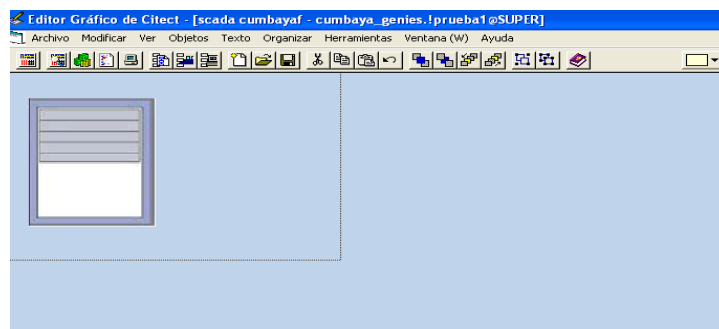 Editor Gráfico de Citect - [scada cumbayaf - cumbaya_genies.!prueba1@SUPER]
Archivo Modificar Ver Objetos Texto Organizar Herramientas Ventana (W) Ayuda